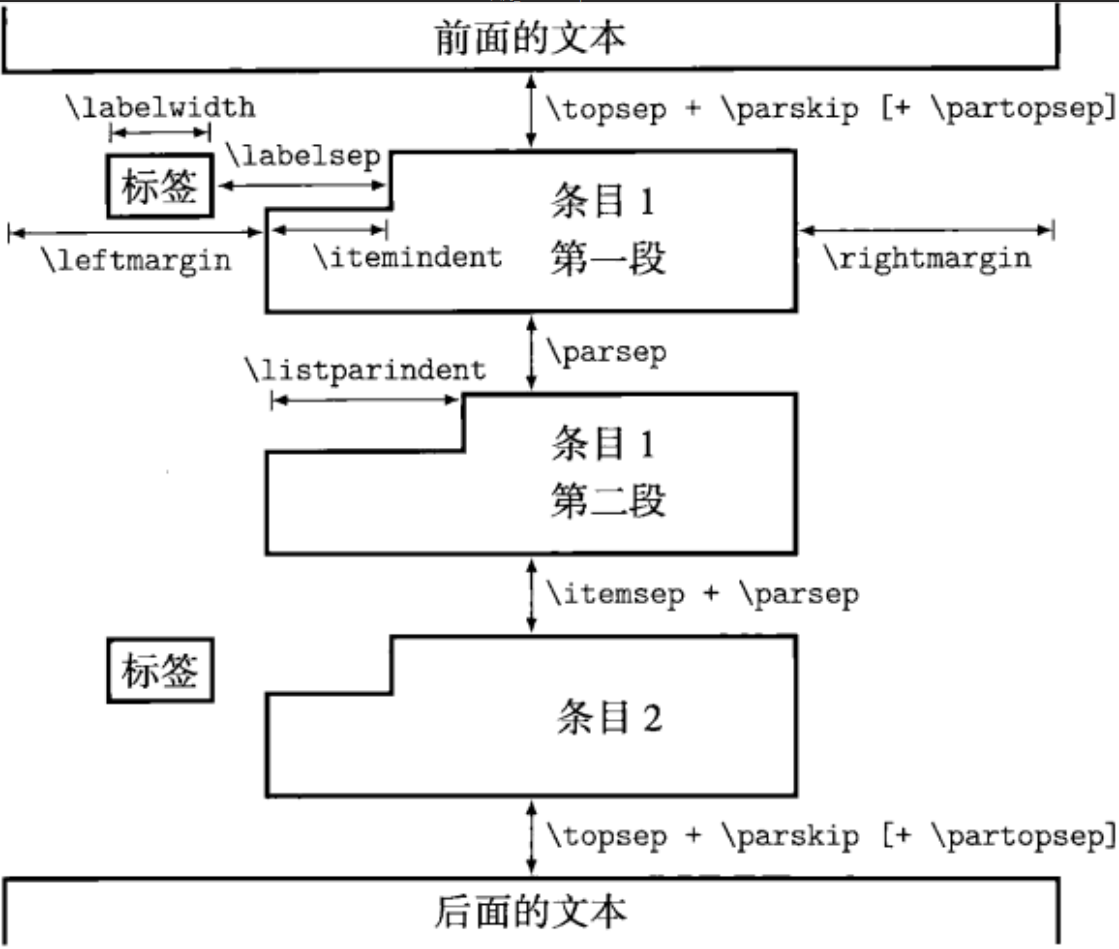 前面的文本
\topsep + \parskip [+ \partopsep]
\labelwidth
\labelsep
标签
条目 1
第一段
\leftmargin
\itemindent
\rightmargin
\parsep
\listparindent
条目 1
第二段
\itemsep + \parsep
标签
条目 2
\topsep + \parskip [+ \partopsep]
后面的文本